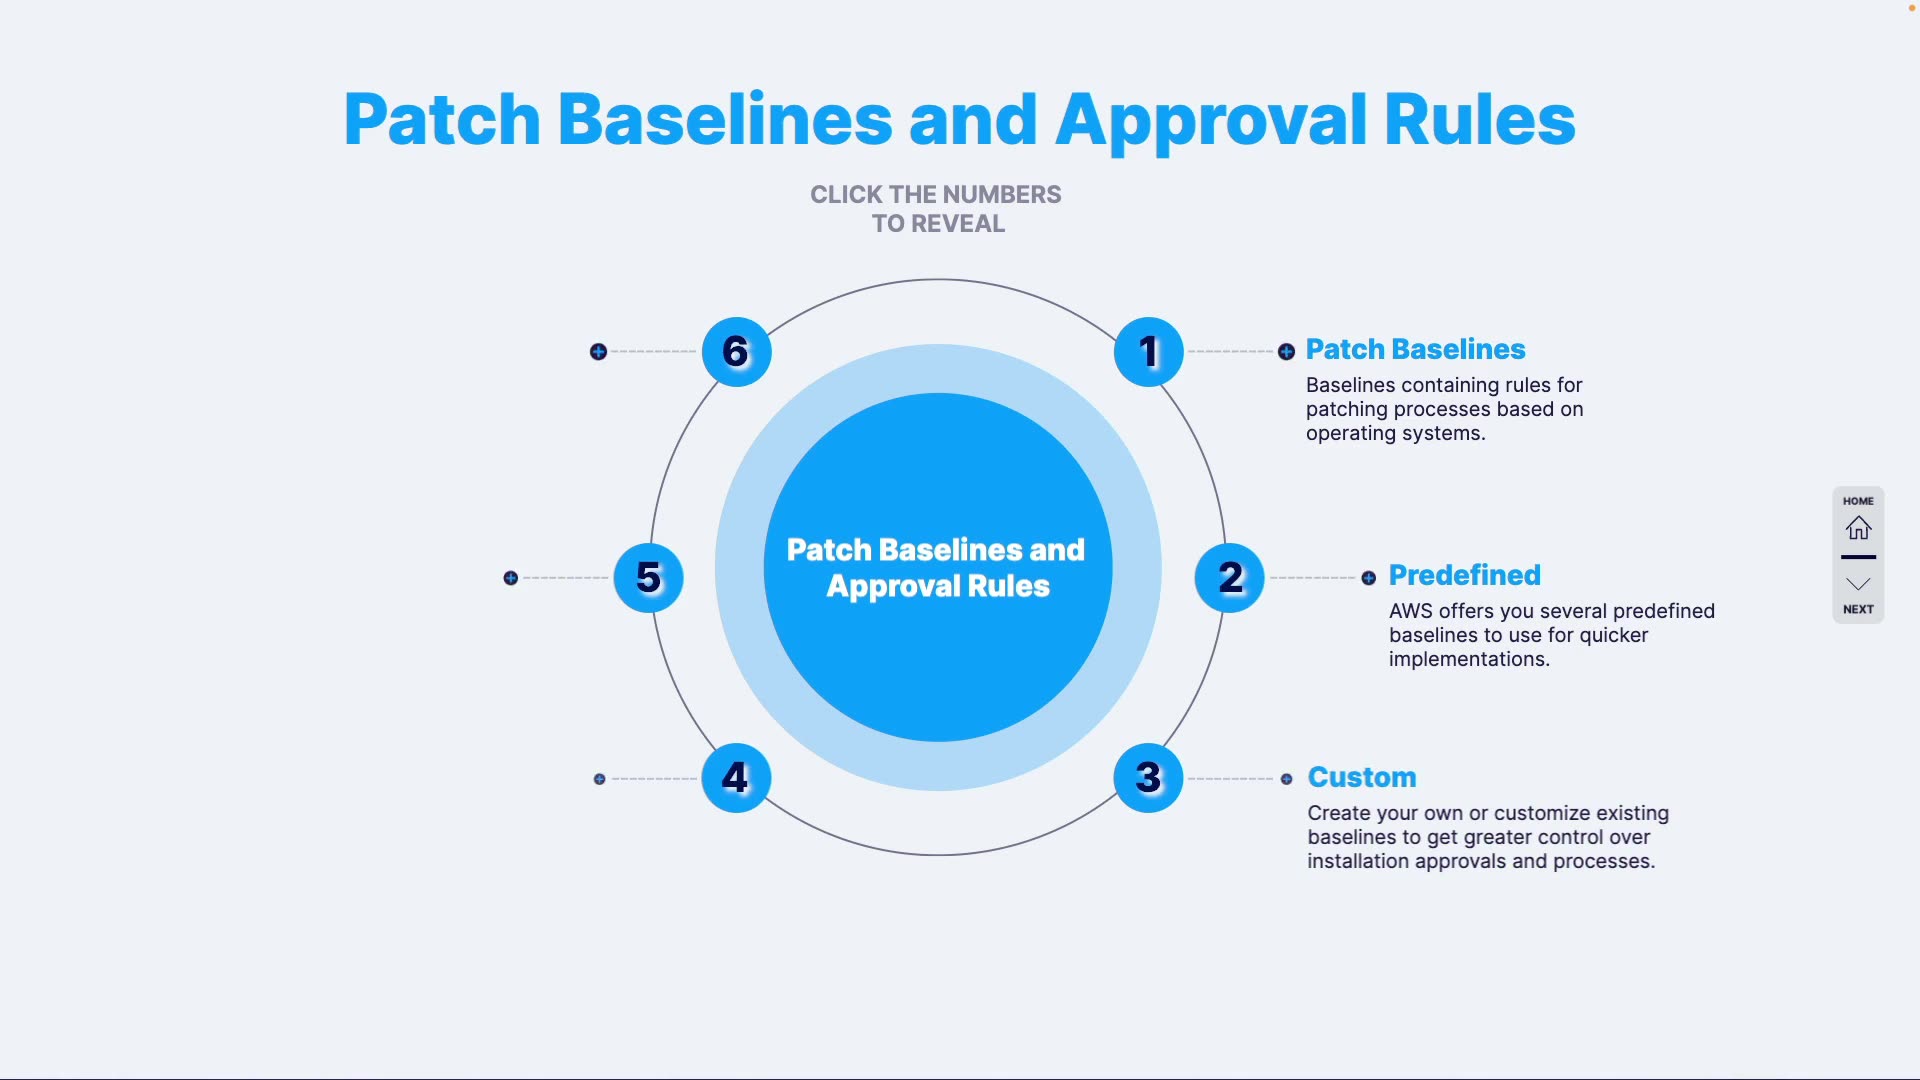 Patch Baselines and Approval Rules
CLICK THE NUMBERS
TO REVEAL
6
1
Patch Baselines
Baselines containing rules for
patching processes based on
operating systems.
Patch Baselines and
Approval Rules
5
2
Predefined
AWS offers you several predefined
baselines to use for quicker
implementations.
HOME
NEXT
4
3
Custom
Create your own or customize existing
baselines to get greater control over
installation approvals and processes.